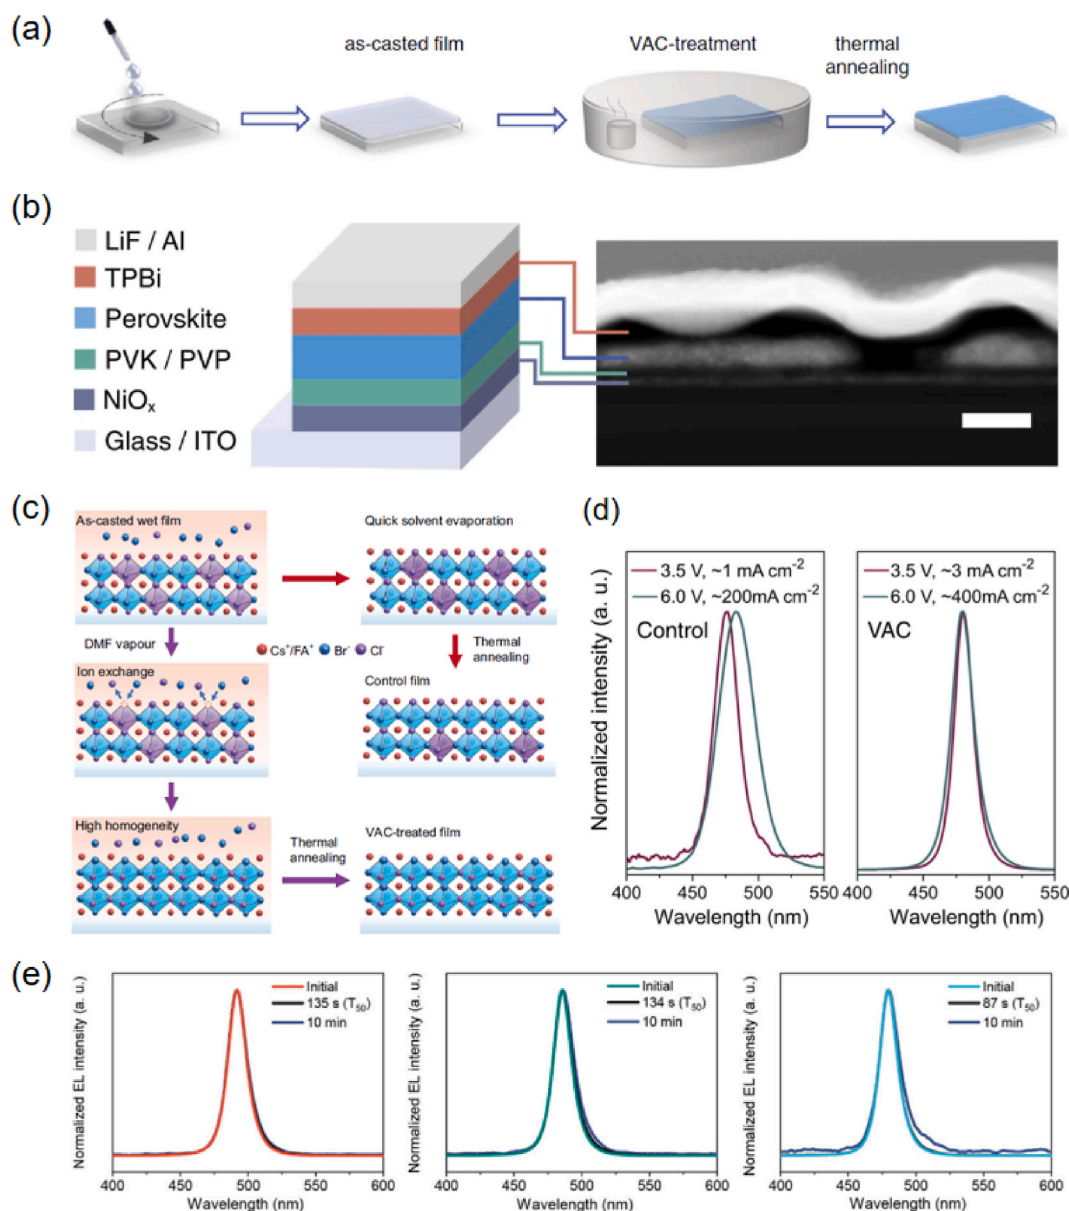 (a)
as-casted film
VAC-treatment
thermal
annealing
(b)
LiF / Al
TPBi
Perovskite
PVK / PVP
NiOₓ
Glass / ITO
(c)
As-casted wet film
Quick solvent evaporation
DMF vapour
Cs⁺/FA⁺ Br⁻ Cl⁻
Thermal
annealing
Ion exchange
Control film
High homogeneity
Thermal
annealing
VAC-treated film
(d)
Normalized intensity (a. u.)
3.5 V, ~1 mA cm⁻²
6.0 V, ~200mA cm⁻²
Control
400 450 500 550
Wavelength (nm)
3.5 V, ~3 mA cm⁻²
6.0 V, ~400mA cm⁻²
VAC
400 450 500 550
Wavelength (nm)
(e)
Normalized EL intensity (a. u.)
Initial
135 s (T₅₀)
10 min
400 450 500 550 600
Wavelength (nm)
Normalized EL intensity (a. u.)
Initial
134 s (T₅₀)
10 min
400 450 500 550 600
Wavelength (nm)
Normalized EL intensity (a. u.)
Initial
87 s (T₅₀)
10 min
400 450 500 550 600
Wavelength (nm)